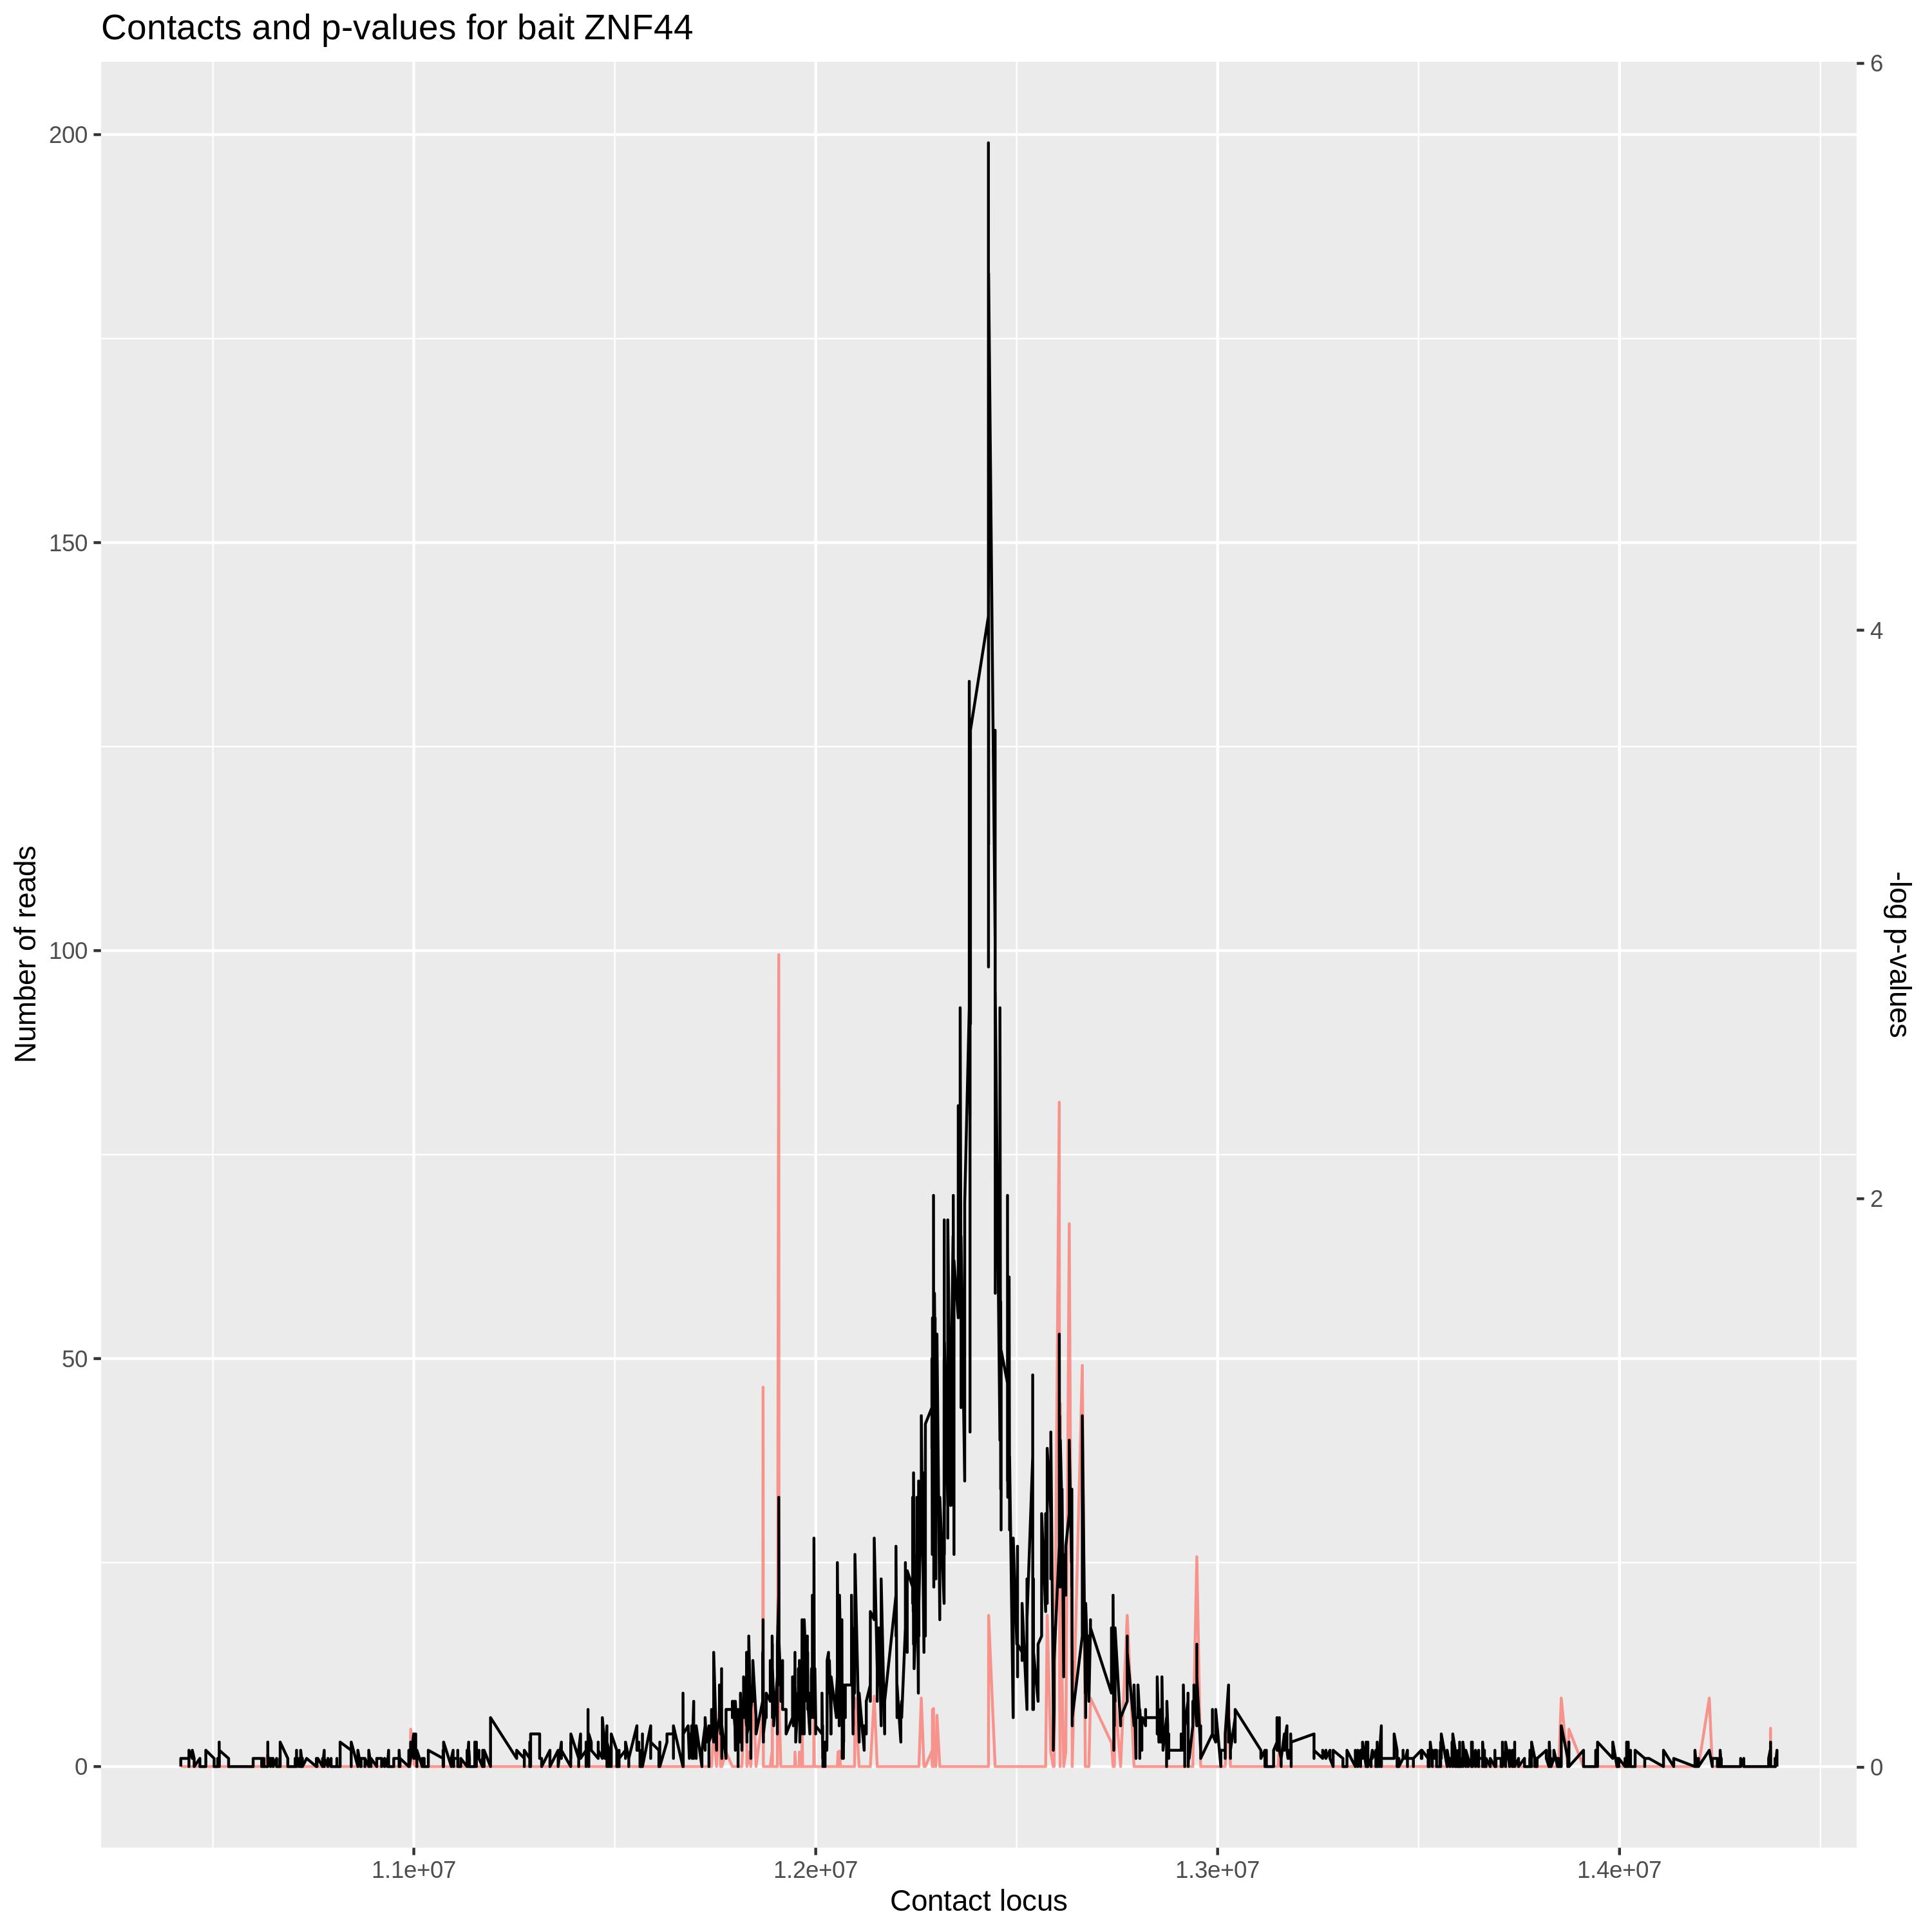 Contacts and p-values for bait ZNF44
6
200
150
4
Number of reads
-log p-values
100
2
50
0
0
1.1e+07
1.2e+07
1.3e+07
1.4e+07
Contact locus